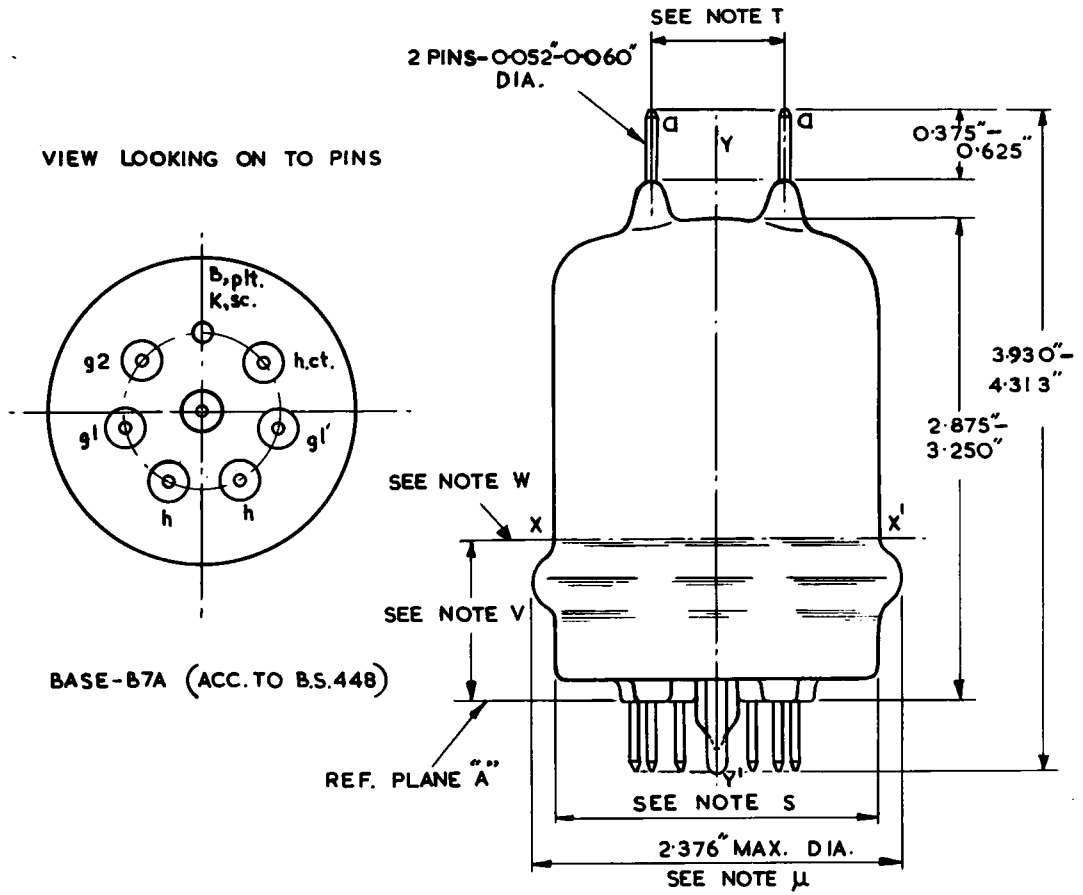 SEE NOTE T
2 PINS-0·052"-0·060"
DIA.
a
a
Y
0·375"-
0·625"
VIEW LOOKING ON TO PINS
B,plt.
K,sc.
g2
h,ct.
g1
g1'
h
h
3·930"-
4·313"
2·875"-
3·250"
SEE NOTE W
X
X'
SEE NOTE V
BASE-B7A (ACC. TO B.S.448)
REF. PLANE "A"
Y'
SEE NOTE S
2·376" MAX. DIA.
SEE NOTE μ